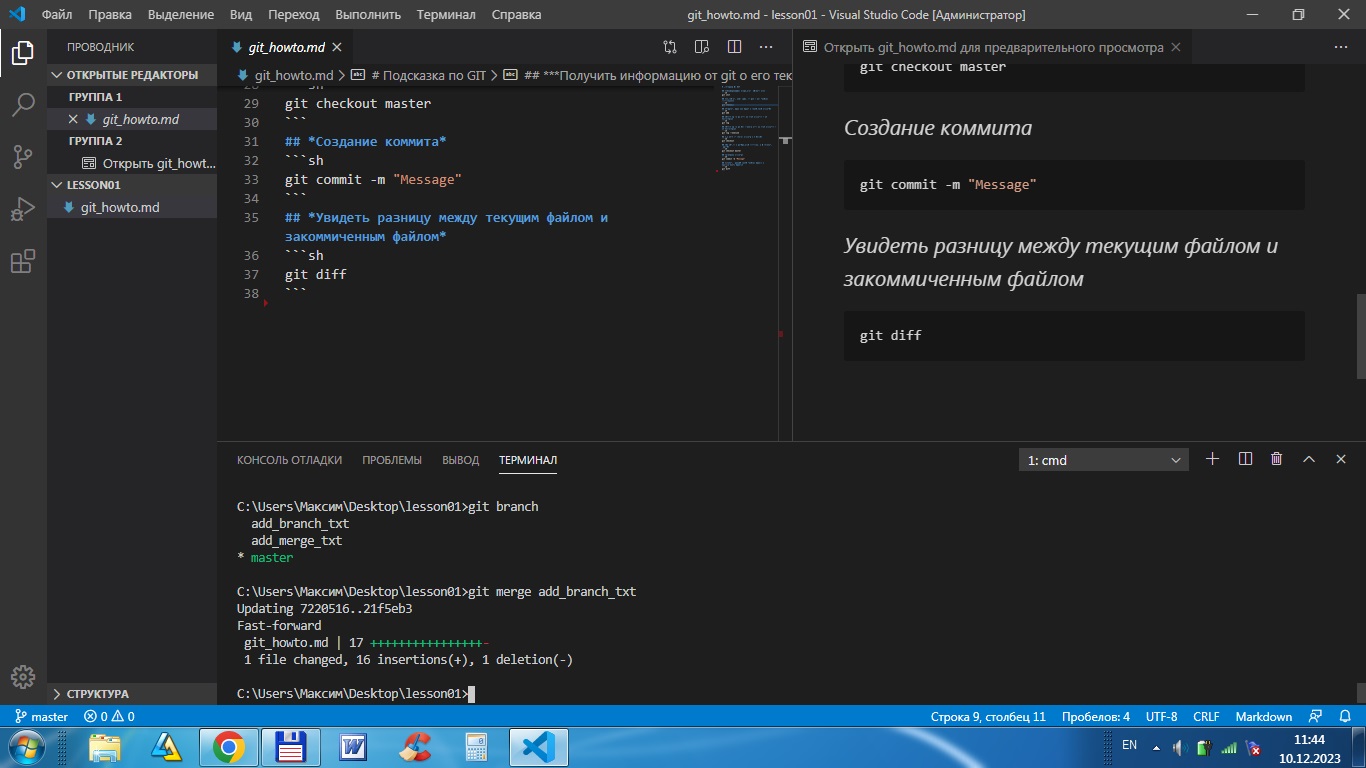 Файл Правка Выделение Вид Переход Выполнить Терминал Справка
git_howto.md - lesson01 - Visual Studio Code [Администратор]
ПРОВОДНИК
ОТКРЫТЫЕ РЕДАКТОРЫ
ГРУППА 1
git_howto.md
ГРУППА 2
Открыть git_howt...
LESSON01
git_howto.md
СТРУКТУРА
git_howto.md
git_howto.md > # Подсказка по GIT > ## ***Получить информацию от git о его тек
29 git checkout master
30 ```
31 ## *Создание коммита*
32 ```sh
33 git commit -m "Message"
34 ```
35 ## *Увидеть разницу между текущим файлом и
закоммиченным файлом*
36 ```sh
37 git diff
38 ```
Открыть git_howto.md для предварительного просмотра
git checkout master
Создание коммита
git commit -m "Message"
Увидеть разницу между текущим файлом и
закоммиченным файлом
git diff
КОНСОЛЬ ОТЛАДКИ ПРОБЛЕМЫ ВЫВОД ТЕРМИНАЛ
1: cmd
C:\Users\Максим\Desktop\lesson01>git branch
add_branch_txt
add_merge_txt
* master
C:\Users\Максим\Desktop\lesson01>git merge add_branch_txt
Updating 7220516..21f5eb3
Fast-forward
git_howto.md | 17 ++++++++++++++++-
1 file changed, 16 insertions(+), 1 deletion(-)
C:\Users\Максим\Desktop\lesson01>
master 0 0
Строка 9, столбец 11 Пробелов: 4 UTF-8 CRLF Markdown
EN
11:44
10.12.2023